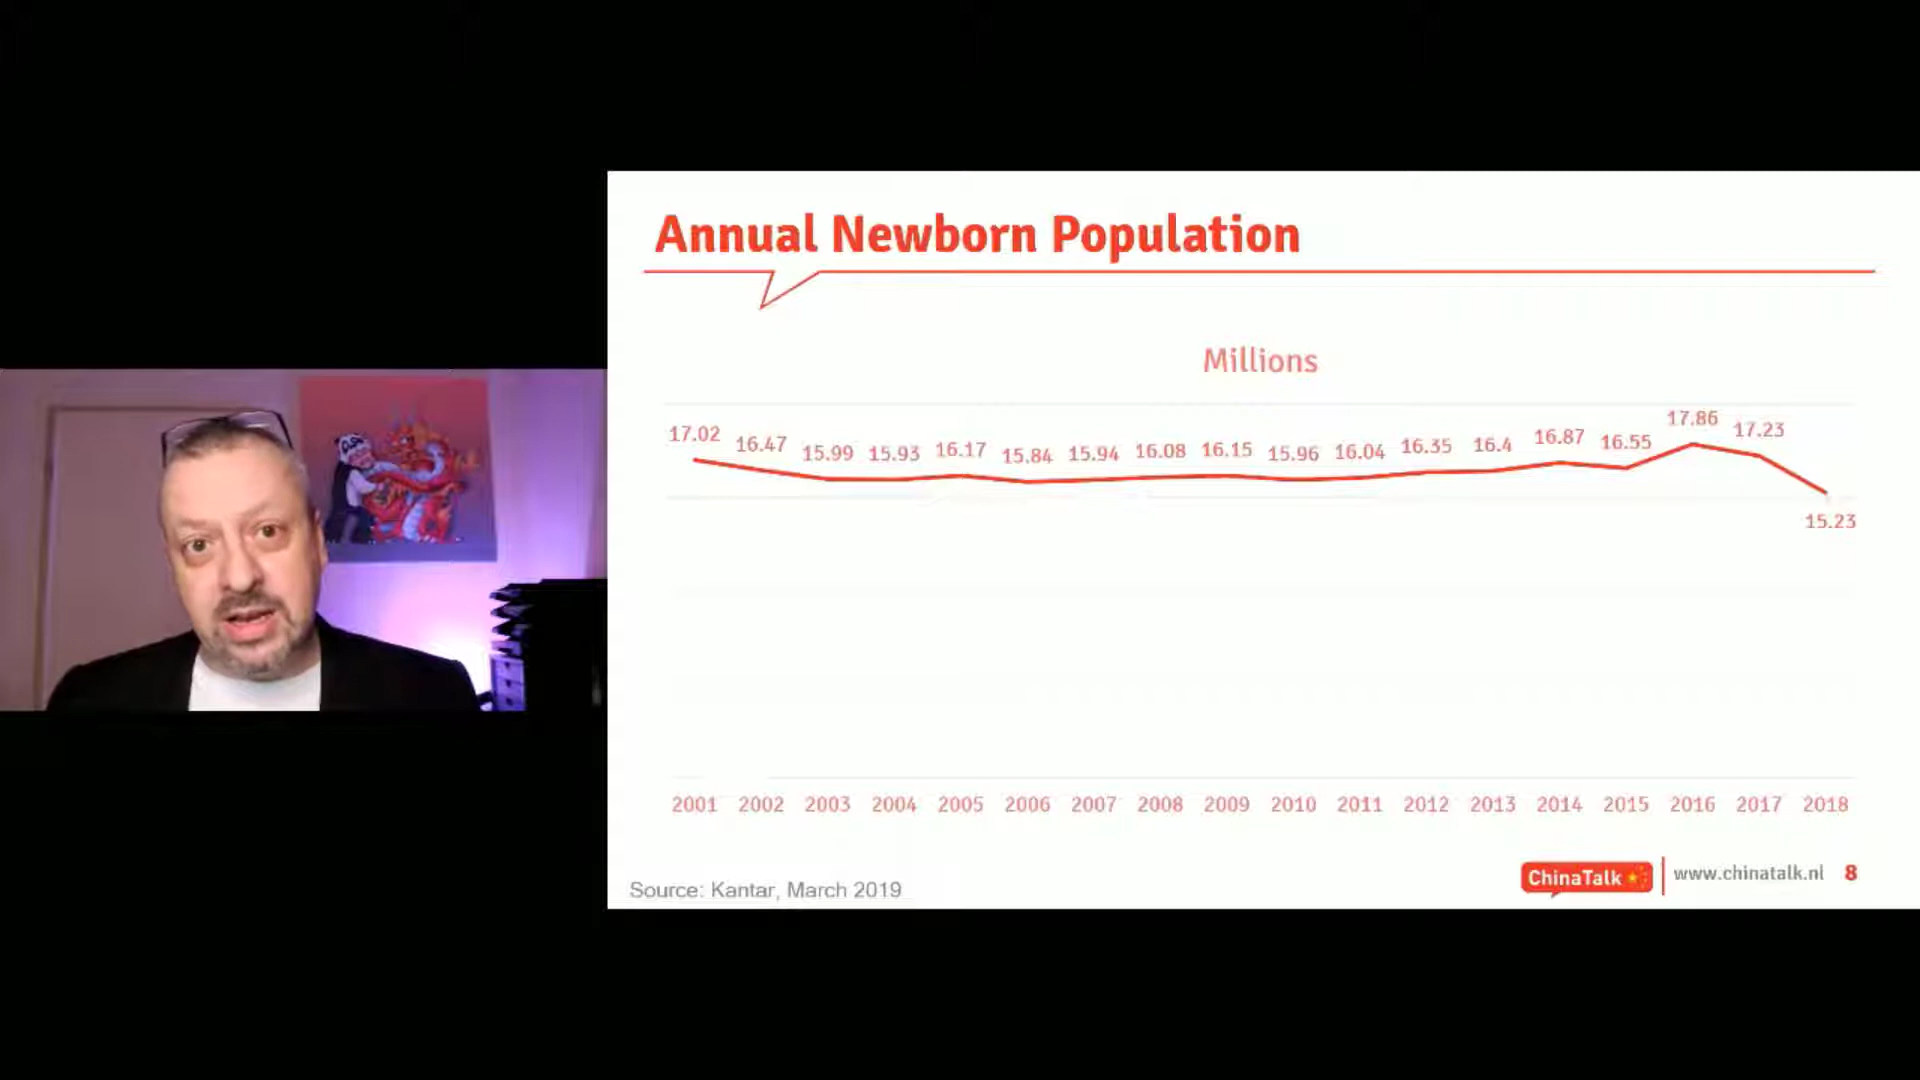 Annual Newborn Population
Millions
17.02 16.47 15.99 15.93 16.17 15.84 15.94 16.08 16.15 15.96 16.04 16.35 16.4 16.87 16.55 17.86 17.23 15.23
2001 2002 2003 2004 2005 2006 2007 2008 2009 2010 2011 2012 2013 2014 2015 2016 2017 2018
Source: Kantar, March 2019
ChinaTalk www.chinatalk.nl 8